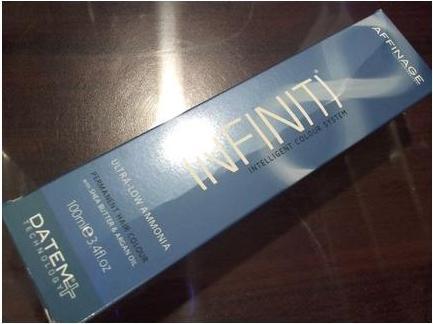 AFFINAGE
INFINITI
INTELLIGENT COLOUR SYSTEM
ULTRA-LOW AMMONIA
PERMANENT HAIR COLOUR
WITH SHEA BUTTER & ARGAN OIL
100ml℮3.4fl.oz
DATEM
TECHNOLOGY